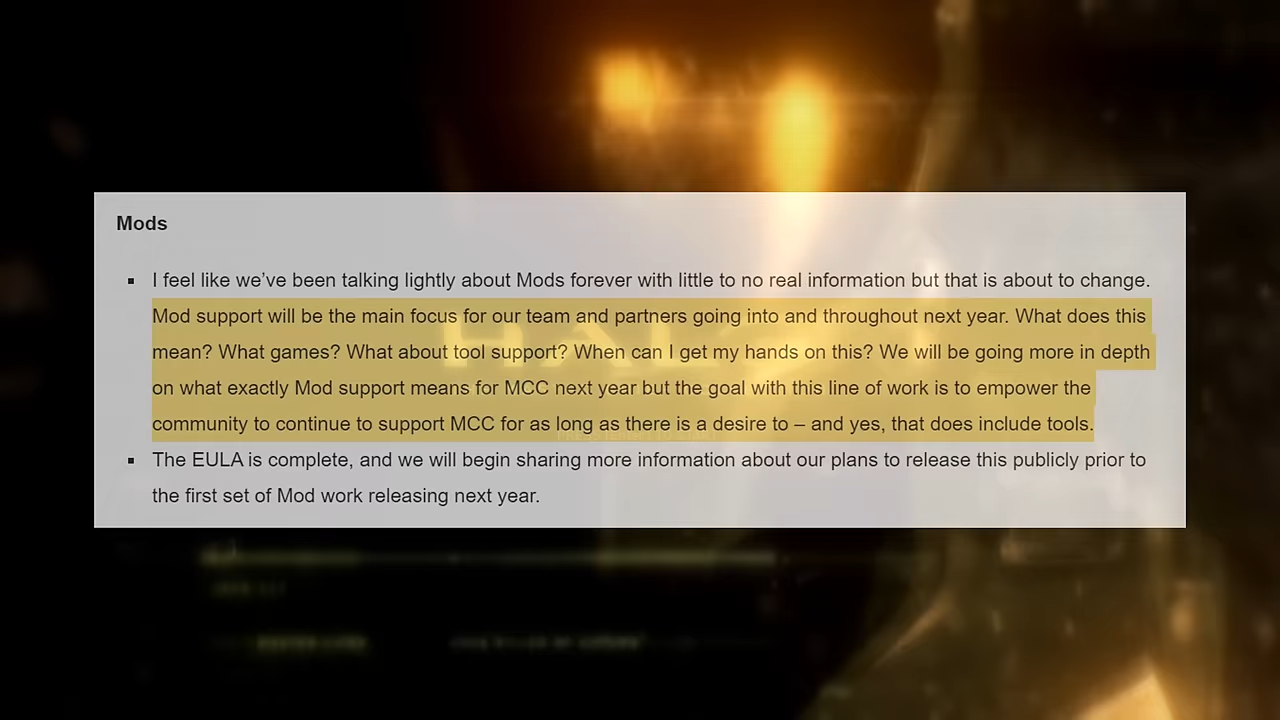 Mods
▪ I feel like we’ve been talking lightly about Mods forever with little to no real information but that is about to change.
Mod support will be the main focus for our team and partners going into and throughout next year. What does this
mean? What games? What about tool support? When can I get my hands on this? We will be going more in depth
on what exactly Mod support means for MCC next year but the goal with this line of work is to empower the
community to continue to support MCC for as long as there is a desire to – and yes, that does include tools.
▪ The EULA is complete, and we will begin sharing more information about our plans to release this publicly prior to
the first set of Mod work releasing next year.